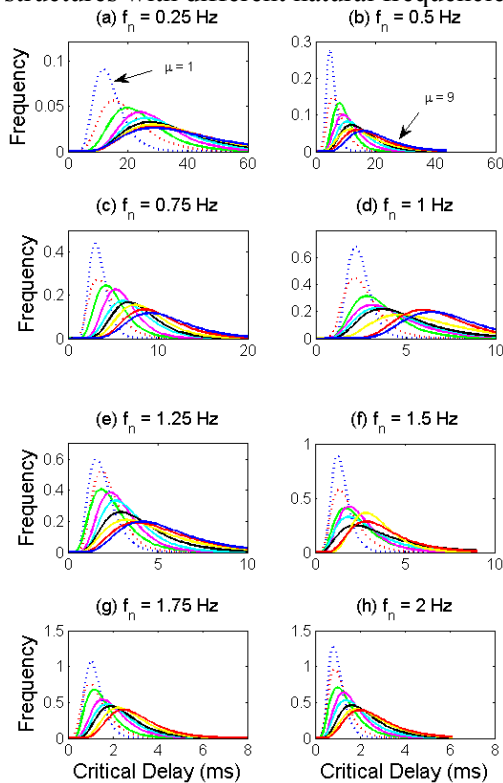 structures with different natural frequencies
(a) f_n = 0.25 Hz
(b) f_n = 0.5 Hz
Frequency
0.1
0.05
0
0 20 40 60
μ = 1
0.3
0.2
0.1
0
0 20 40 60
μ = 9
(c) f_n = 0.75 Hz
(d) f_n = 1 Hz
Frequency
0.4
0.2
0
0 10 20
0.6
0.4
0.2
0
0 5 10
(e) f_n = 1.25 Hz
(f) f_n = 1.5 Hz
Frequency
0.6
0.4
0.2
0
0 5 10
1
0.5
0
0 5 10
(g) f_n = 1.75 Hz
(h) f_n = 2 Hz
Frequency
1.5
1
0.5
0
0 2 4 6 8
1.5
1
0.5
0
0 2 4 6 8
Critical Delay (ms)
Critical Delay (ms)